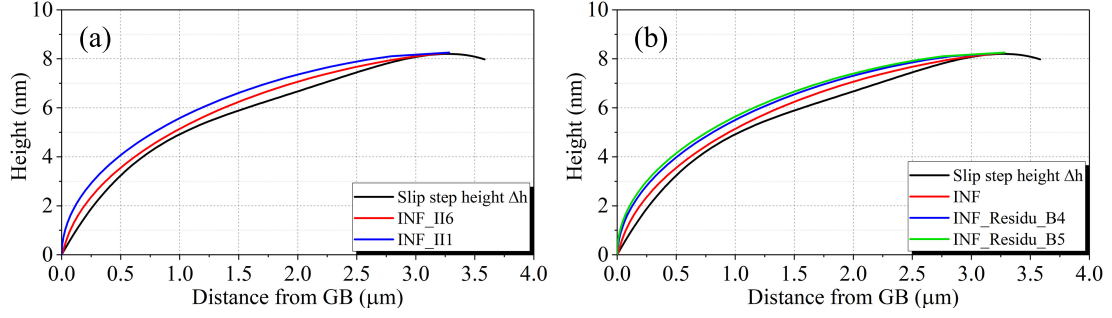 (a)
Height (nm)
10
8
6
4
2
0
Slip step height Δh
INF_II6
INF_II1
0.0 0.5 1.0 1.5 2.0 2.5 3.0 3.5 4.0
Distance from GB (μm)
(b)
Height (nm)
10
8
6
4
2
0
Slip step height Δh
INF
INF_Residu_B4
INF_Residu_B5
0.0 0.5 1.0 1.5 2.0 2.5 3.0 3.5 4.0
Distance from GB (μm)